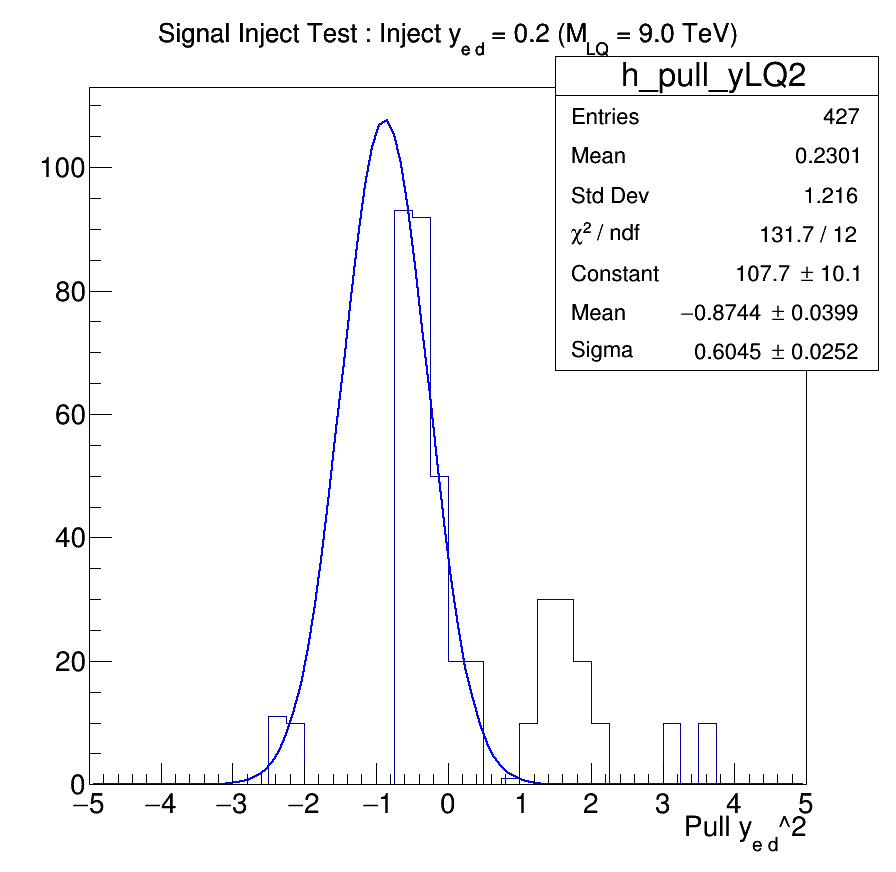 Signal Inject Test : Inject y_{e d} = 0.2 (M_{LQ} = 9.0 TeV)
h_pull_yLQ2
Entries 427
Mean 0.2301
Std Dev 1.216
χ² / ndf 131.7 / 12
Constant 107.7 ± 10.1
Mean −0.8744 ± 0.0399
Sigma 0.6045 ± 0.0252
100
80
60
40
20
0
−5 −4 −3 −2 −1 0 1 2 3 4 5
Pull y_{e d}^2